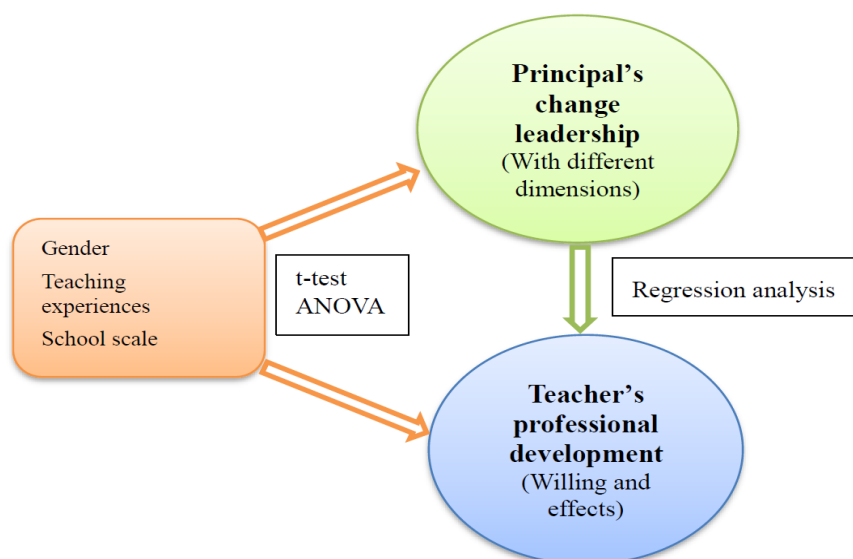 Principal's
change
leadership
(With different
dimensions)
Gender
Teaching
experiences
School scale
t-test
ANOVA
Regression analysis
Teacher's
professional
development
(Willing and
effects)